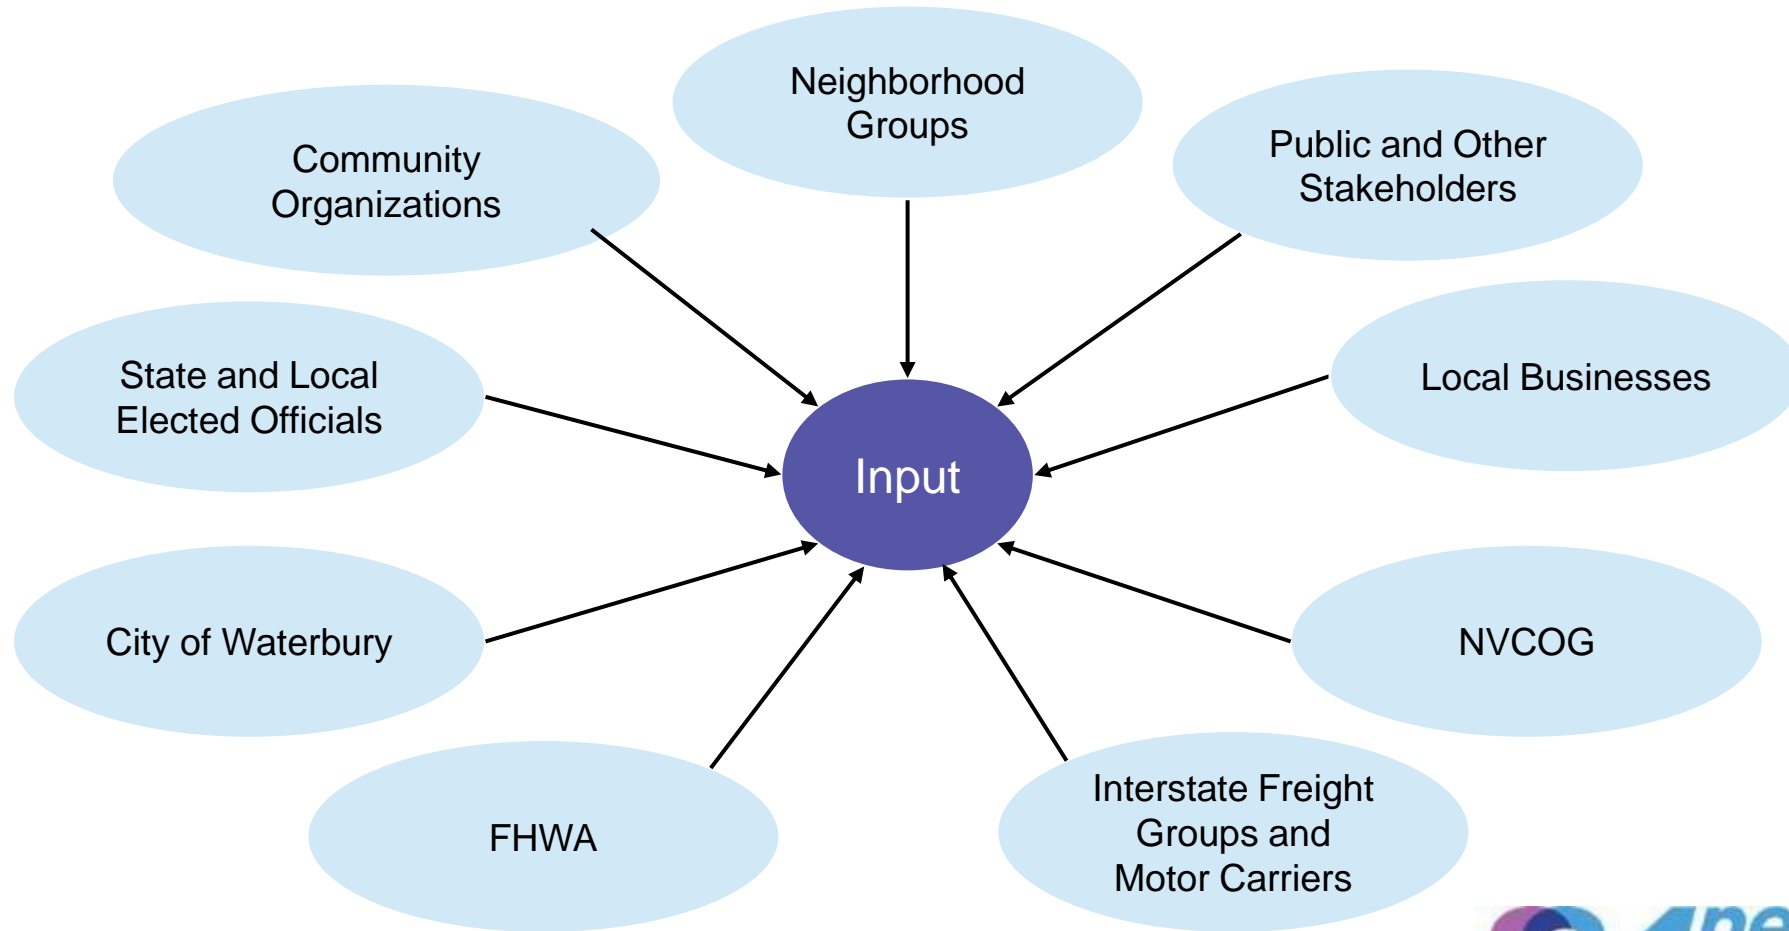 Neighborhood
Groups
Community
Organizations
Public and Other
Stakeholders
State and Local
Elected Officials
Local Businesses
Input
City of Waterbury
NVCOG
FHWA
Interstate Freight
Groups and
Motor Carriers